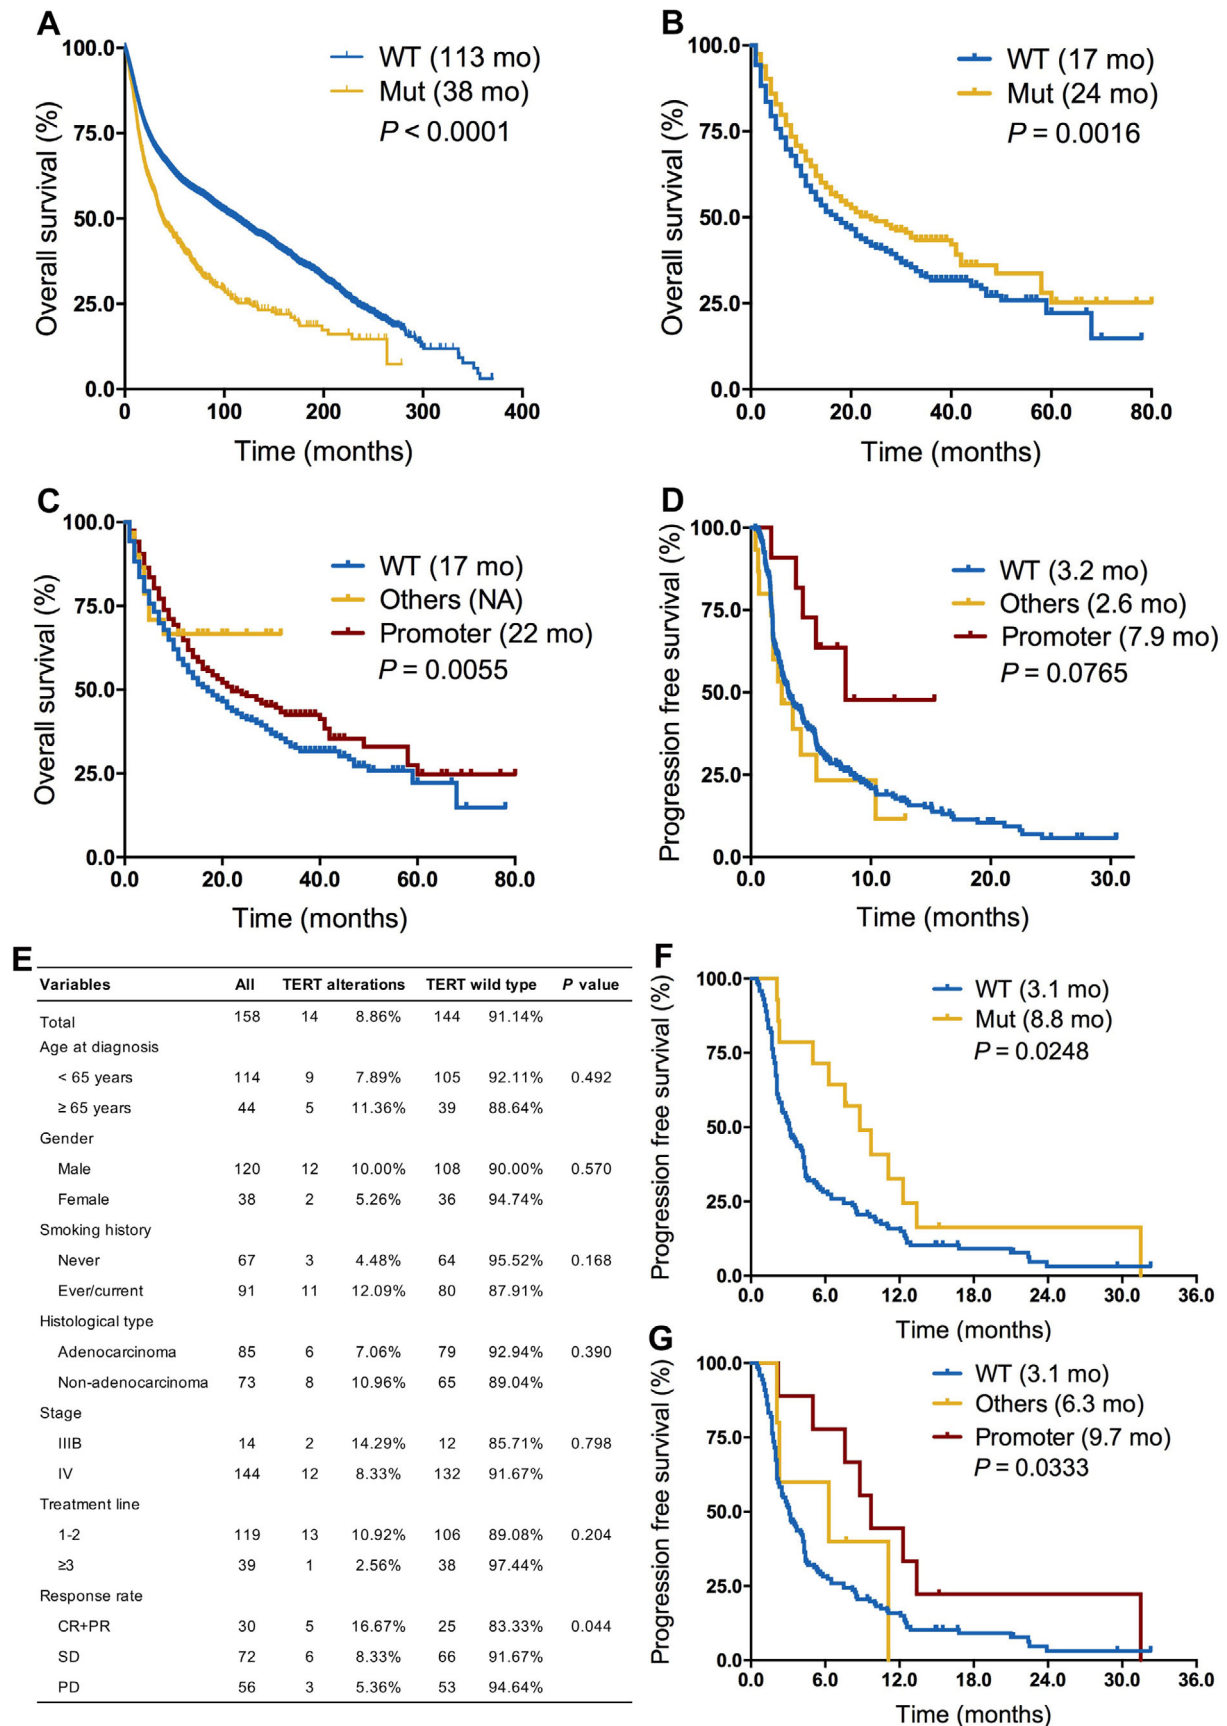 A
100.0
75.0
50.0
25.0
0.0
Overall survival (%)
WT (113 mo)
Mut (38 mo)
P < 0.0001
0 100 200 300 400
Time (months)
B
100.0
75.0
50.0
25.0
0.0
Overall survival (%)
WT (17 mo)
Mut (24 mo)
P = 0.0016
0.0 20.0 40.0 60.0 80.0
Time (months)
C
100.0
75.0
50.0
25.0
0.0
Overall survival (%)
WT (17 mo)
Others (NA)
Promoter (22 mo)
P = 0.0055
0.0 20.0 40.0 60.0 80.0
Time (months)
D
100.0
75.0
50.0
25.0
0.0
Progression free survival (%)
WT (3.2 mo)
Others (2.6 mo)
Promoter (7.9 mo)
P = 0.0765
0.0 10.0 20.0 30.0
Time (months)
E
Variables All TERT alterations TERT wild type P value
Total 158 14 8.86% 144 91.14%
Age at diagnosis
< 65 years 114 9 7.89% 105 92.11% 0.492
≥ 65 years 44 5 11.36% 39 88.64%
Gender
Male 120 12 10.00% 108 90.00% 0.570
Female 38 2 5.26% 36 94.74%
Smoking history
Never 67 3 4.48% 64 95.52% 0.168
Ever/current 91 11 12.09% 80 87.91%
Histological type
Adenocarcinoma 85 6 7.06% 79 92.94% 0.390
Non-adenocarcinoma 73 8 10.96% 65 89.04%
Stage
IIIB 14 2 14.29% 12 85.71% 0.798
IV 144 12 8.33% 132 91.67%
Treatment line
1-2 119 13 10.92% 106 89.08% 0.204
≥3 39 1 2.56% 38 97.44%
Response rate
CR+PR 30 5 16.67% 25 83.33% 0.044
SD 72 6 8.33% 66 91.67%
PD 56 3 5.36% 53 94.64%
F
100.0
75.0
50.0
25.0
0.0
Progression free survival (%)
WT (3.1 mo)
Mut (8.8 mo)
P = 0.0248
0.0 6.0 12.0 18.0 24.0 30.0 36.0
Time (months)
G
100.0
75.0
50.0
25.0
0.0
Progression free survival (%)
WT (3.1 mo)
Others (6.3 mo)
Promoter (9.7 mo)
P = 0.0333
0.0 6.0 12.0 18.0 24.0 30.0 36.0
Time (months)